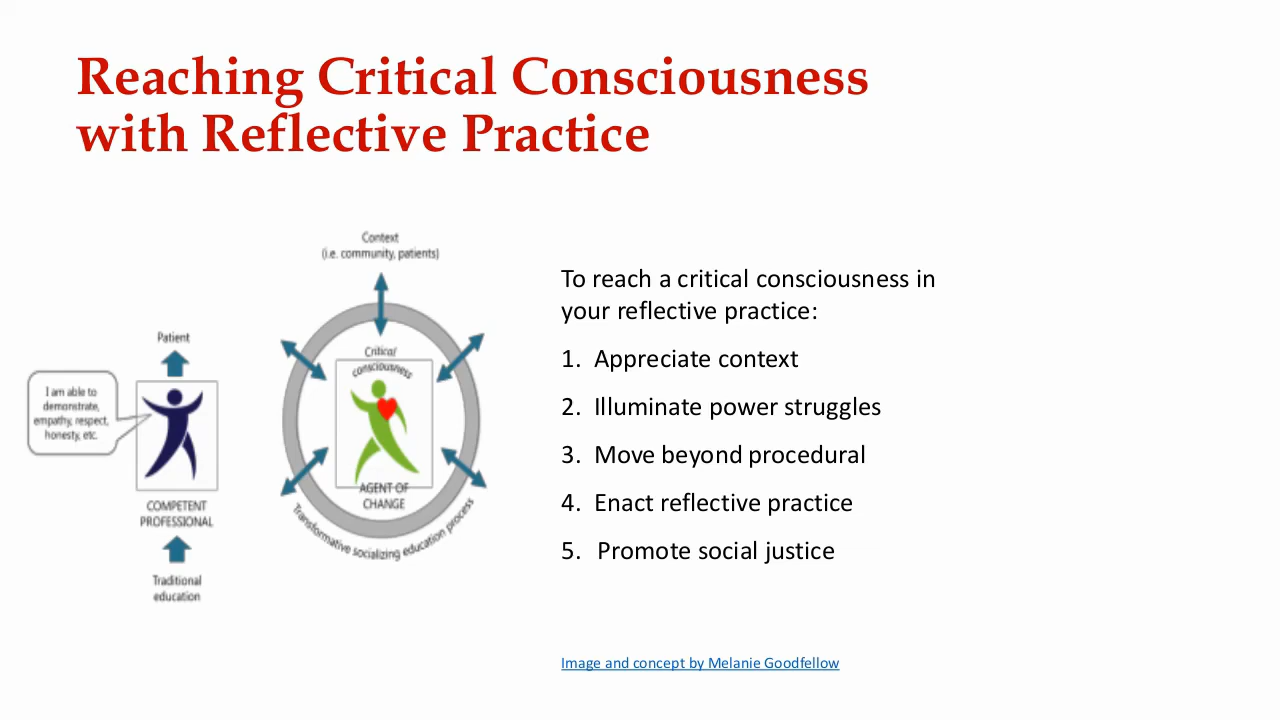 Reaching Critical Consciousness
with Reflective Practice
Context
(i.e. community, patients)
Patient
I am able to
demonstrate,
empathy, respect,
honesty, etc.
COMPETENT
PROFESSIONAL
Traditional
education
Critical
consciousness
AGENT OF
CHANGE
Transformative socializing education process
To reach a critical consciousness in
your reflective practice:
1. Appreciate context
2. Illuminate power struggles
3. Move beyond procedural
4. Enact reflective practice
5. Promote social justice
Image and concept by Melanie Goodfellow